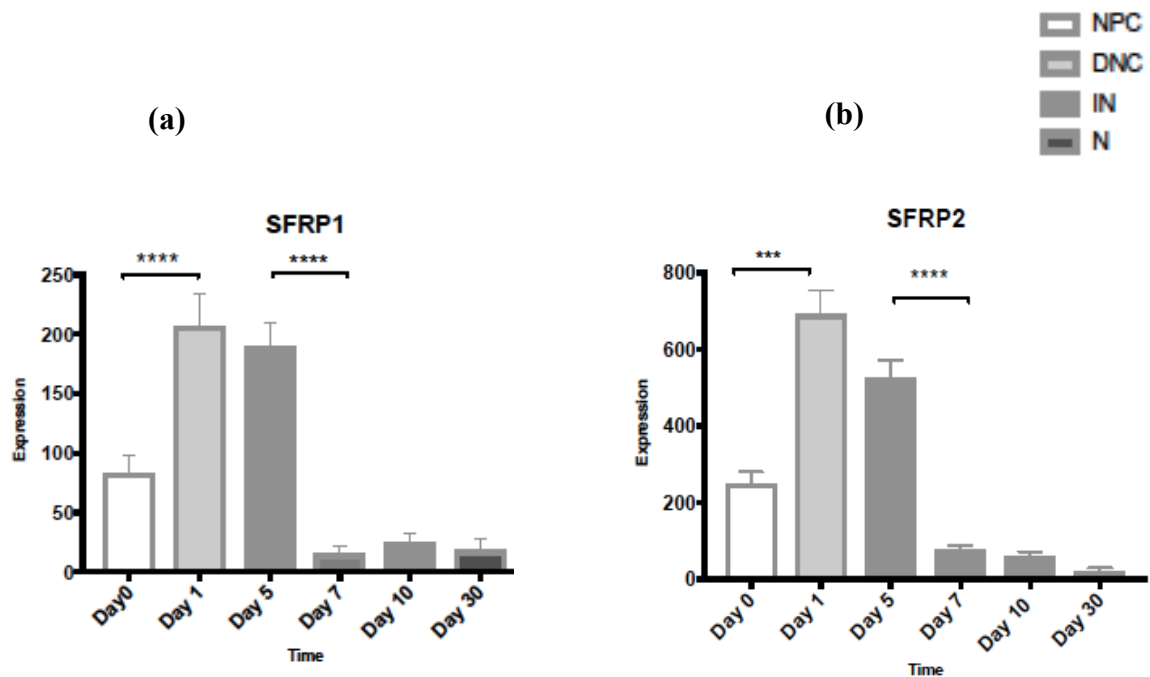 NPC
DNC
IN
N
(a)
(b)
SFRP1
SFRP2
****
****
***
****
250
200
150
100
50
0
Expression
Day0
Day 1
Day 5
Day 7
Day 10
Day 30
Time
800
600
400
200
0
Expression
Day 0
Day 1
Day 5
Day 7
Day 10
Day 30
Time